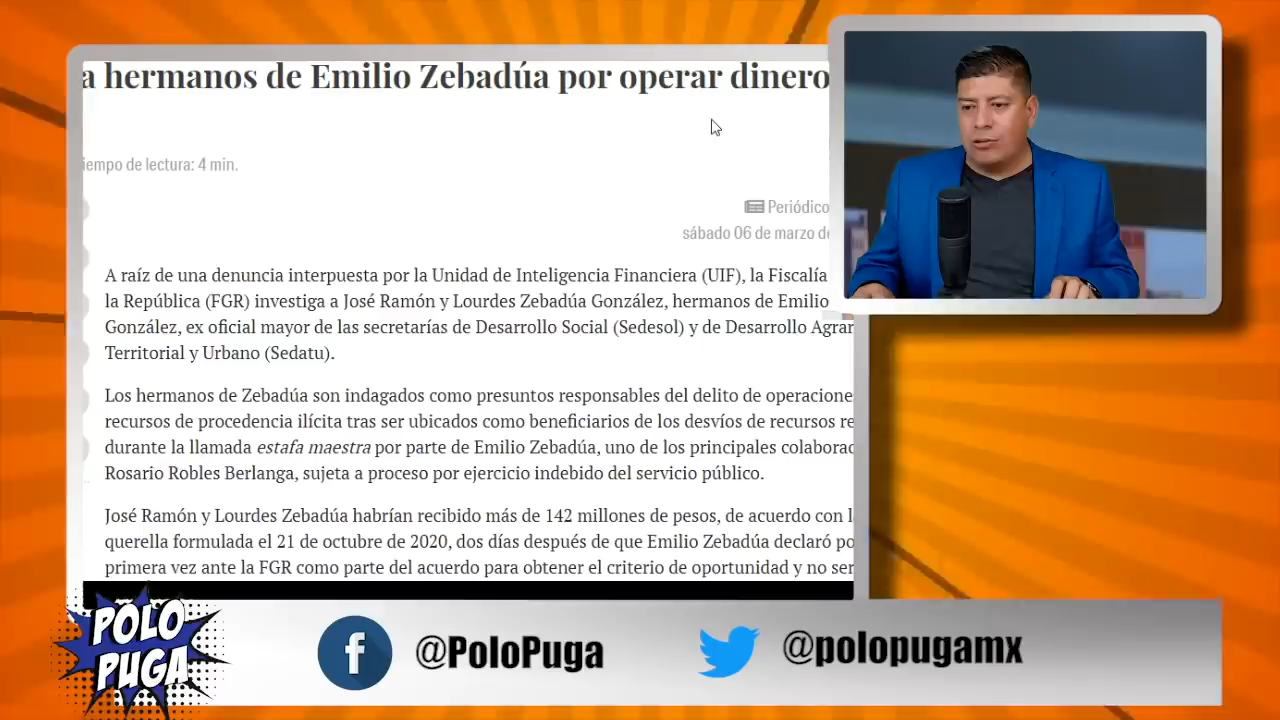 a hermanos de Emilio Zebadúa por operar dinero
iempo de lectura: 4 min.
Periódico
sábado 06 de marzo de
A raíz de una denuncia interpuesta por la Unidad de Inteligencia Financiera (UIF), la Fiscalía
la República (FGR) investiga a José Ramón y Lourdes Zebadúa González, hermanos de Emilio
González, ex oficial mayor de las secretarías de Desarrollo Social (Sedesol) y de Desarrollo Agrar
Territorial y Urbano (Sedatu).
Los hermanos de Zebadúa son indagados como presuntos responsables del delito de operacione
recursos de procedencia ilícita tras ser ubicados como beneficiarios de los desvíos de recursos re
durante la llamada estafa maestra por parte de Emilio Zebadúa, uno de los principales colaborac
Rosario Robles Berlanga, sujeta a proceso por ejercicio indebido del servicio público.
José Ramón y Lourdes Zebadúa habrían recibido más de 142 millones de pesos, de acuerdo con l
querella formulada el 21 de octubre de 2020, dos días después de que Emilio Zebadúa declaró po
primera vez ante la FGR como parte del acuerdo para obtener el criterio de oportunidad y no ser
POLO
PUGA
@PoloPuga
@polopugamx